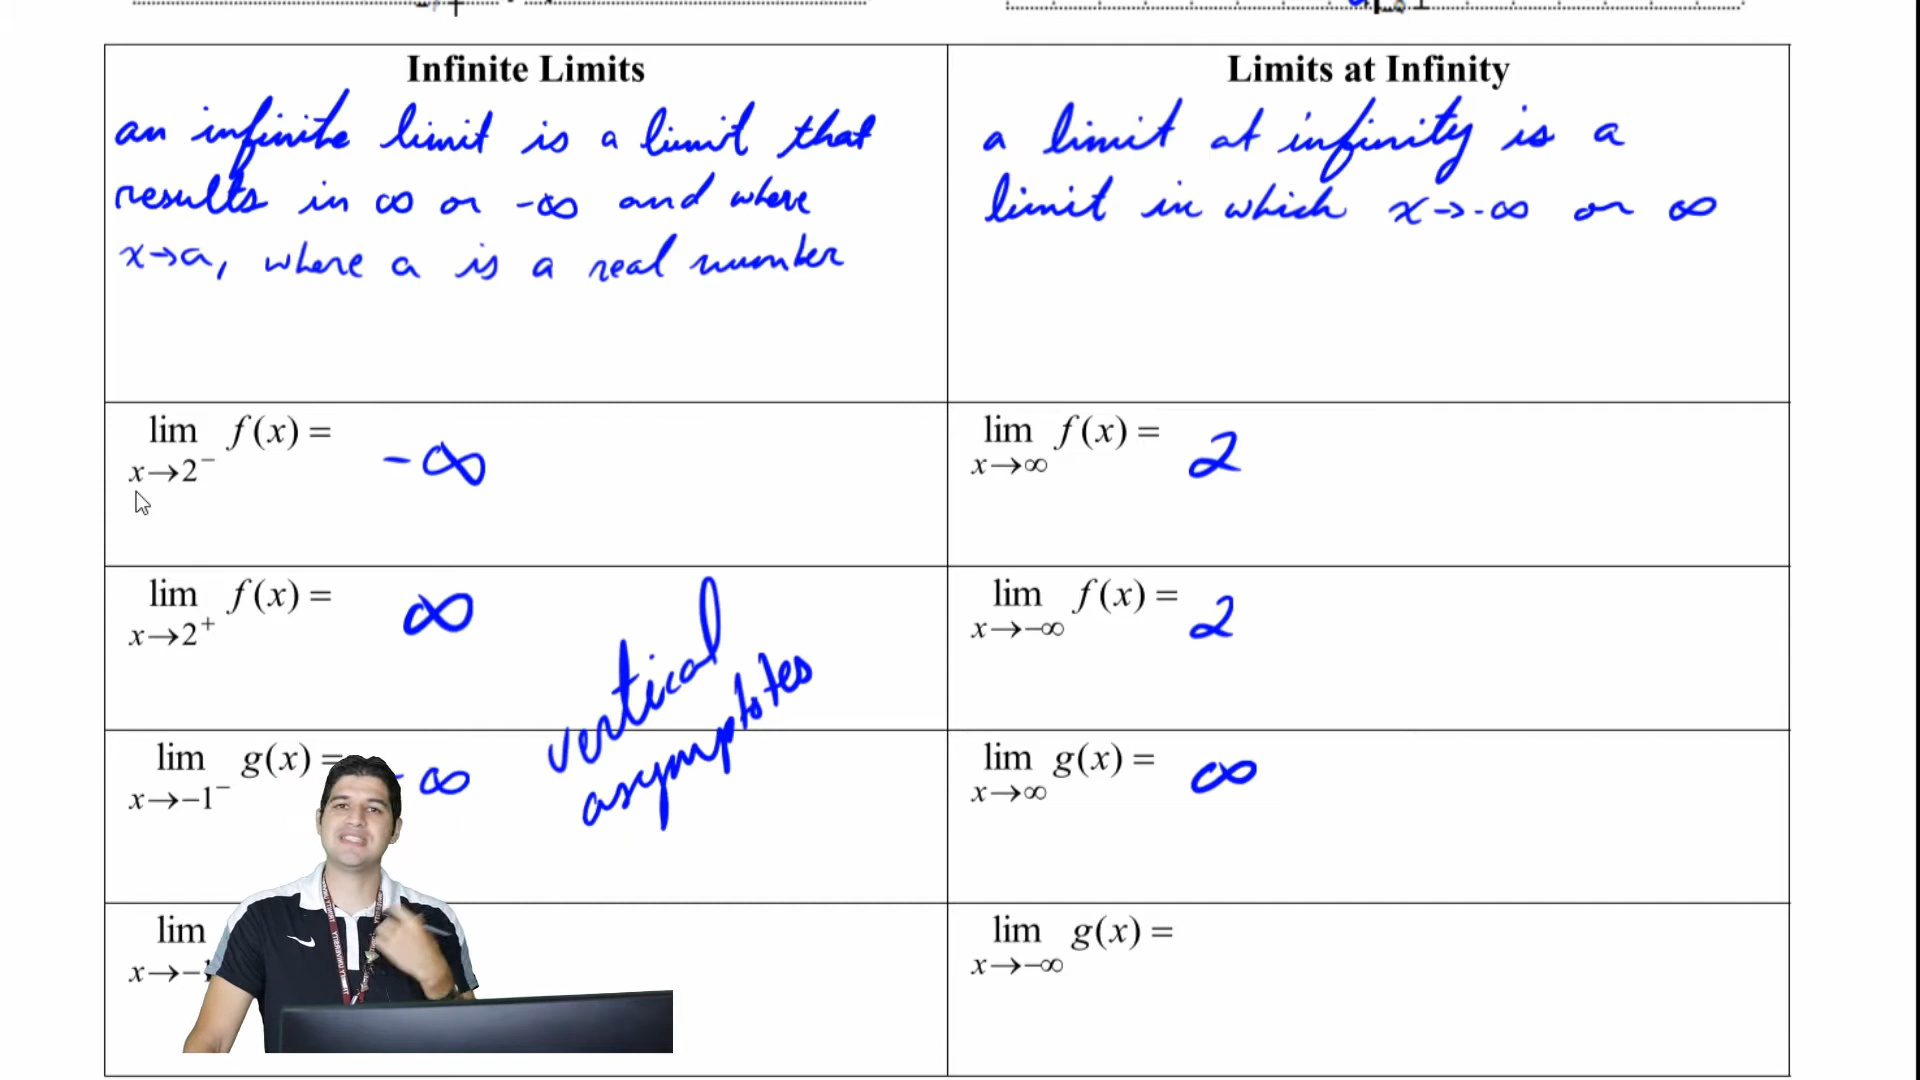 Infinite Limits
an infinite limit is a limit that
results in ∞ or -∞ and where
x→a, where a is a real number
Limits at Infinity
a limit at infinity is a
limit in which x→-∞ or ∞
lim f(x) = -∞
x→2⁻
lim f(x) = 2
x→∞
lim f(x) = ∞
x→2⁺
lim f(x) = 2
x→-∞
vertical
asymptotes
lim g(x) = -∞
x→-1⁻
lim g(x) = ∞
x→∞
lim
x→-1
lim g(x) =
x→-∞